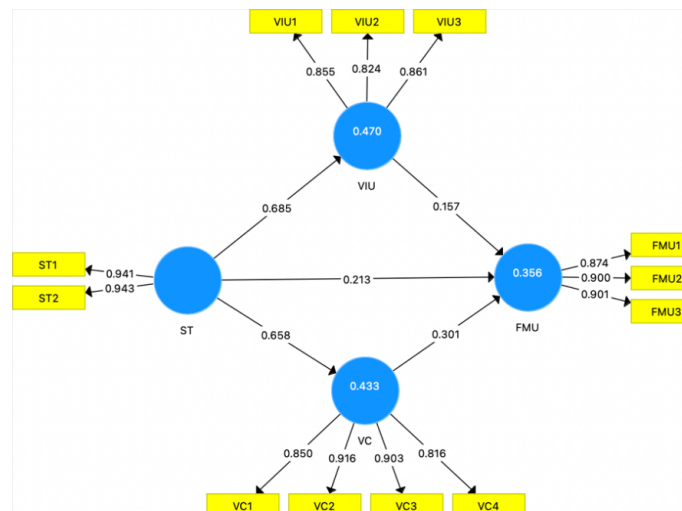 VIU1 VIU2 VIU3
0.855 0.824 0.861
0.470
VIU
0.685 0.157
ST1 0.941
ST2 0.943
ST
0.213
0.356
FMU
0.874 FMU1
0.900 FMU2
0.901 FMU3
0.658 0.301
0.433
VC
0.850 0.916 0.903 0.816
VC1 VC2 VC3 VC4